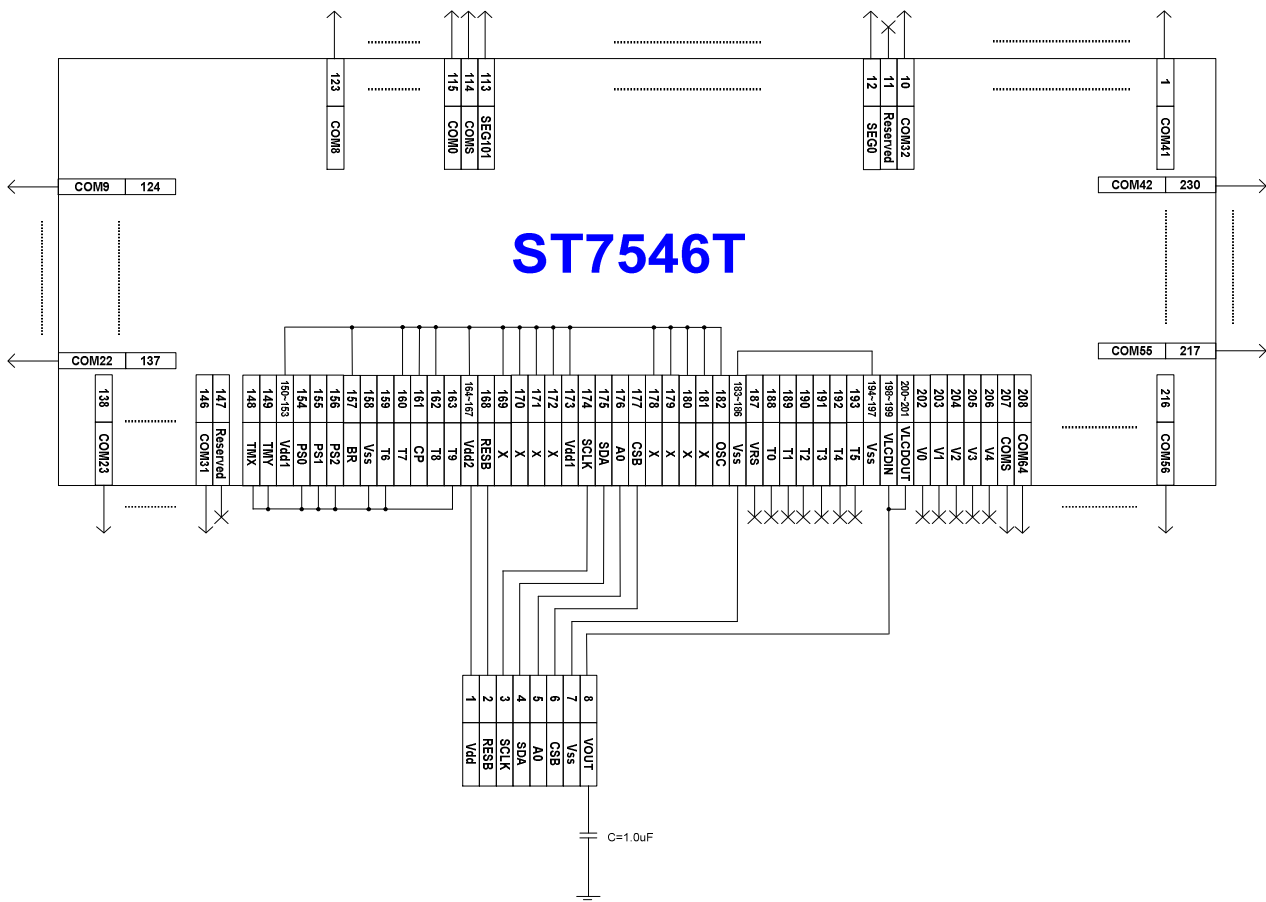 123 COM8
115 COM0
114 COMS
113 SEG101
12 SEG0
11 Reserved
10 COM32
1 COM41
COM9 124
COM42 230
ST7546T
COM22 137
COM55 217
138 COM23
146 COM31
147 Reserved
148 TMX
149 TMY
150~153 Vdd1
154 PS0
155 PS1
156 PS2
157 BR
158 Vss
159 T6
160 T7
161 CP
162 T8
163 T9
164~167 Vdd2
168 RESB
169 X
170 X
171 X
172 X
173 Vdd1
174 SCLK
175 SDA
176 A0
177 CSB
178 X
179 X
180 X
181 X
182 OSC
183~186 Vss
187 VRS
188 T0
189 T1
190 T2
191 T3
192 T4
193 T5
194~197 Vss
198~199 VLCDIN
200~201 VLCDOUT
202 V0
203 V1
204 V2
205 V3
206 V4
207 COMS
208 COM64
216 COM56
1 Vdd
2 RESB
3 SCLK
4 SDA
5 A0
6 CSB
7 Vss
8 VOUT
C=1.0uF